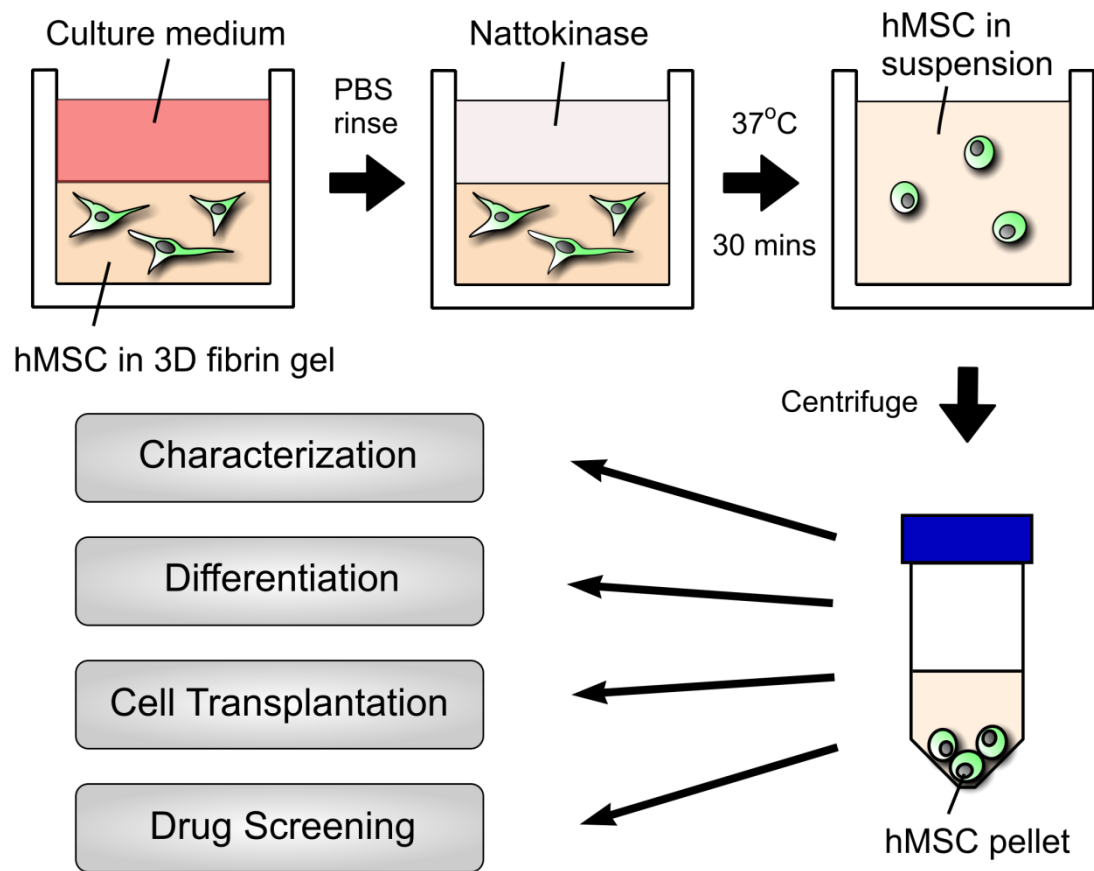 Culture medium
PBS
rinse
Nattokinase
37°C
30 mins
hMSC in
suspension
hMSC in 3D fibrin gel
Centrifuge
Characterization
Differentiation
Cell Transplantation
Drug Screening
hMSC pellet